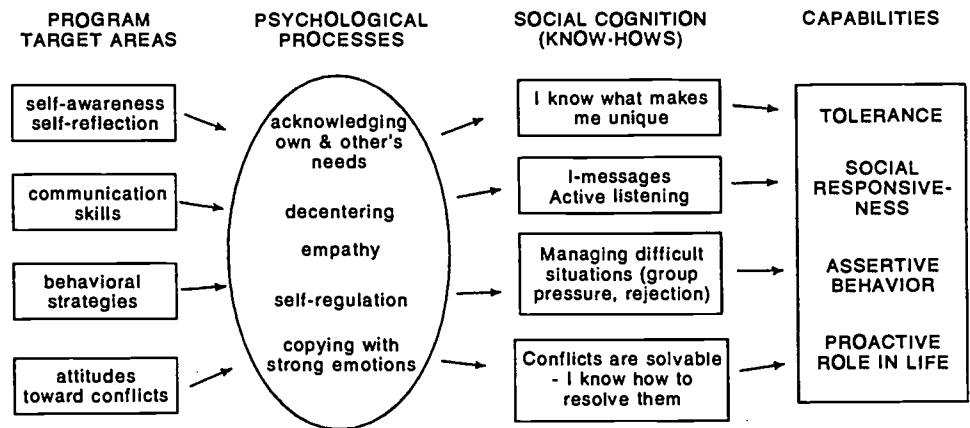 PROGRAM
TARGET AREAS
PSYCHOLOGICAL
PROCESSES
SOCIAL COGNITION
(KNOW-HOWS)
CAPABILITIES
self-awareness
self-reflection
communication
skills
behavioral
strategies
attitudes
toward conflicts
acknowledging
own & other's
needs
decentering
empathy
self-regulation
copying with
strong emotions
I know what makes
me unique
I-messages
Active listening
Managing difficult
situations (group
pressure, rejection)
Conflicts are solvable
- I know how to
resolve them
TOLERANCE
SOCIAL
RESPONSIVE-
NESS
ASSERTIVE
BEHAVIOR
PROACTIVE
ROLE IN LIFE